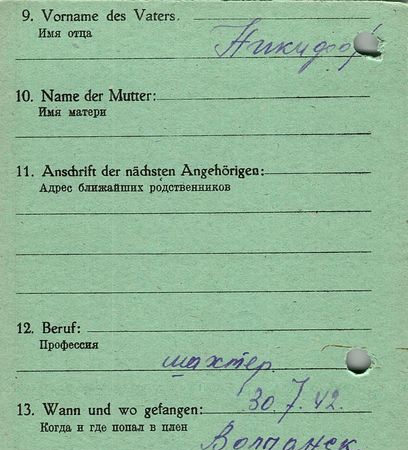 9. Vorname des Vaters.
Имя отца
Никифор
10. Name der Mutter:
Имя матери
11. Anschrift der nächsten Angehörigen:
Адрес ближайших родственников
12. Beruf:
Профессия
шахтер.
13. Wann und wo gefangen: 30.7.42.
Когда и где попал в плен
Волчанск